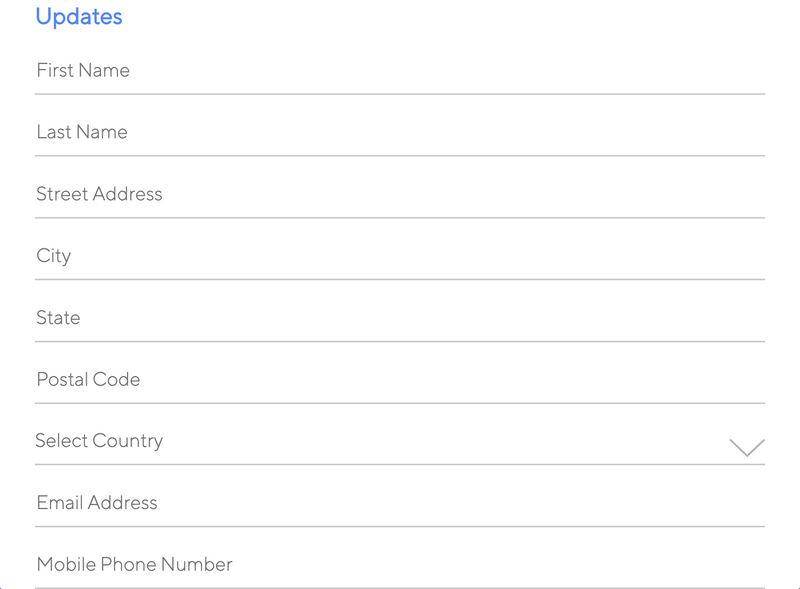 Updates
First Name
Last Name
Street Address
City
State
Postal Code
Select Country
Email Address
Mobile Phone Number